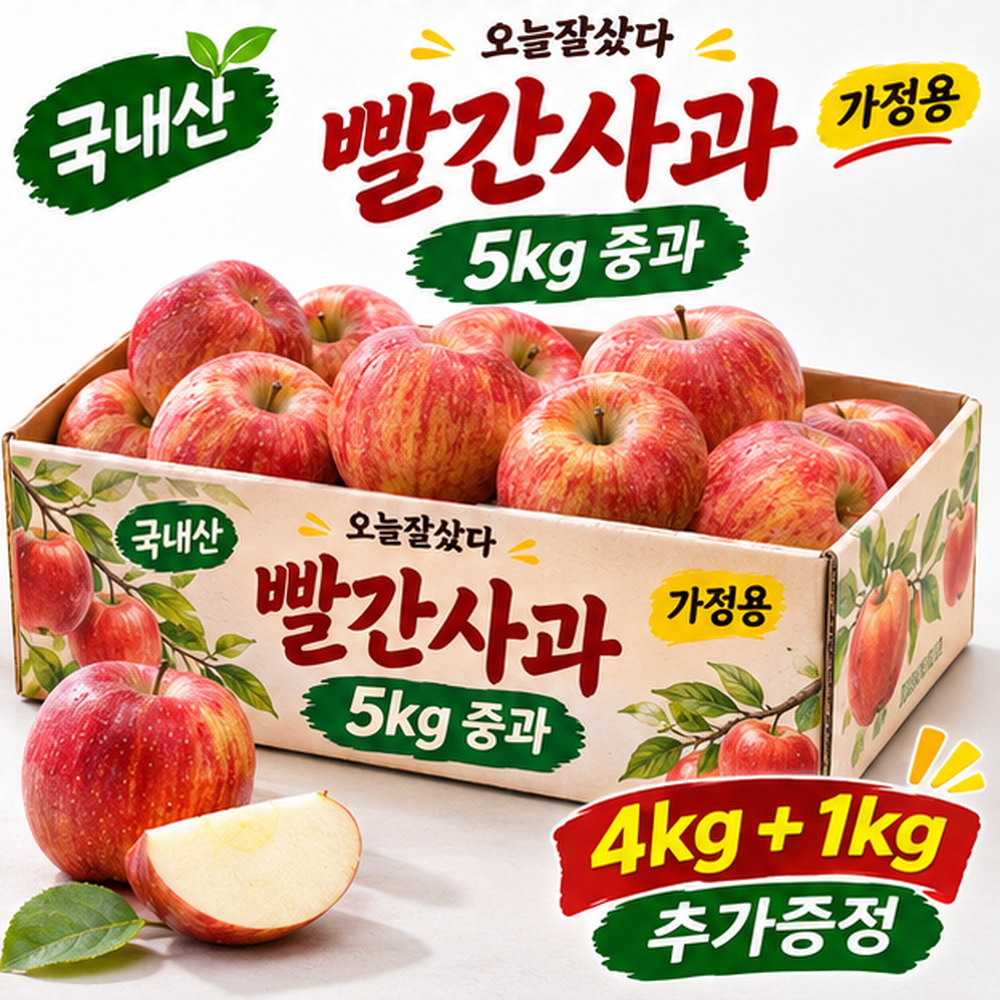 국내산
오늘잘샀다
빨간사과
가정용
5kg 중과
국내산
오늘잘샀다
빨간사과
가정용
5kg 중과
4kg + 1kg
추가증정